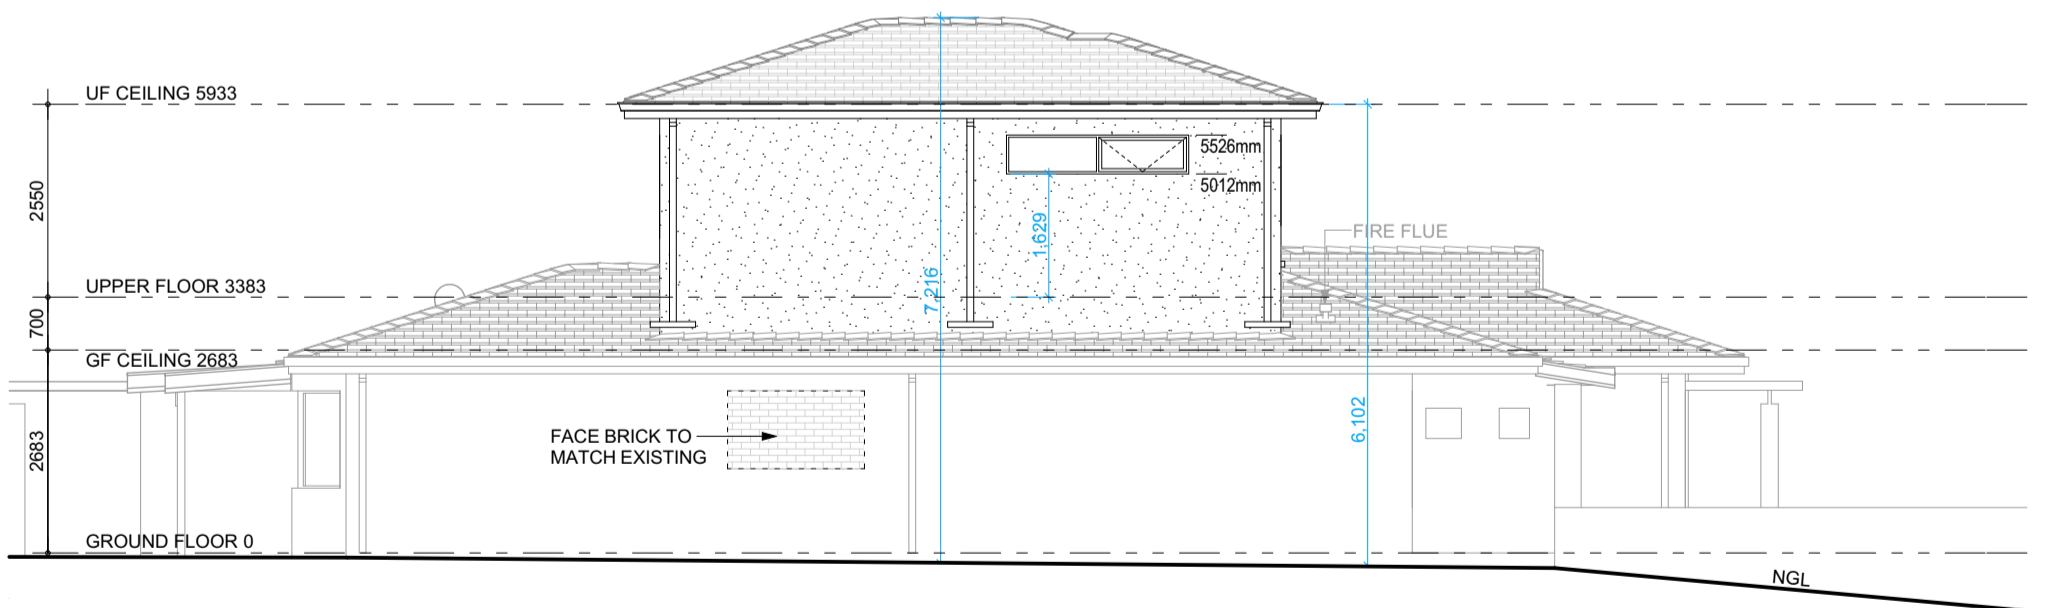 UF CEILING 5933
2550
5526mm
5012mm
1,629
FIRE FLUE
7,216
UPPER FLOOR 3383
700
GF CEILING 2683
6,102
2683
FACE BRICK TO
MATCH EXISTING
GROUND FLOOR 0
NGL